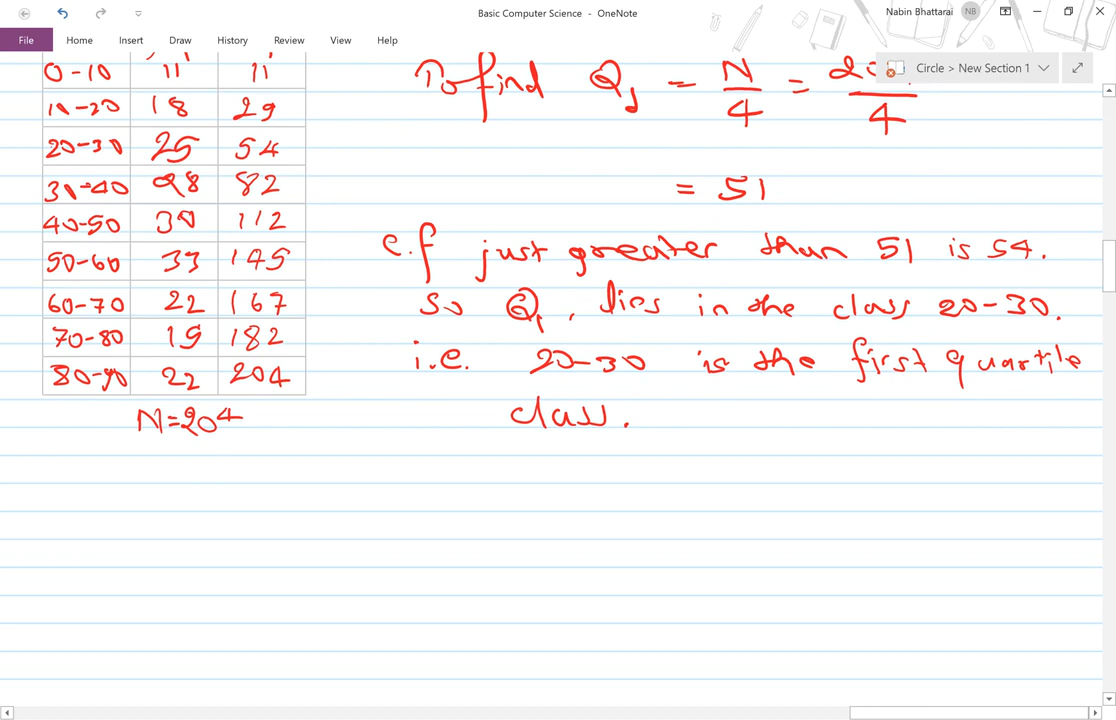 Basic Computer Science - OneNote
Nabin Bhattarai NB
File Home Insert Draw History Review View Help
Circle > New Section 1
0-10 11 11
10-20 18 29
20-30 25 54
30-40 28 82
40-50 30 112
50-60 33 145
60-70 22 167
70-80 15 182
80-90 22 204
N=204
To find Q1 = N/4 = 20 /4
= 51
c.f just greater than 51 is 54.
So Q1, lies in the class 20-30.
i.e. 20-30 is the first quartile
class.